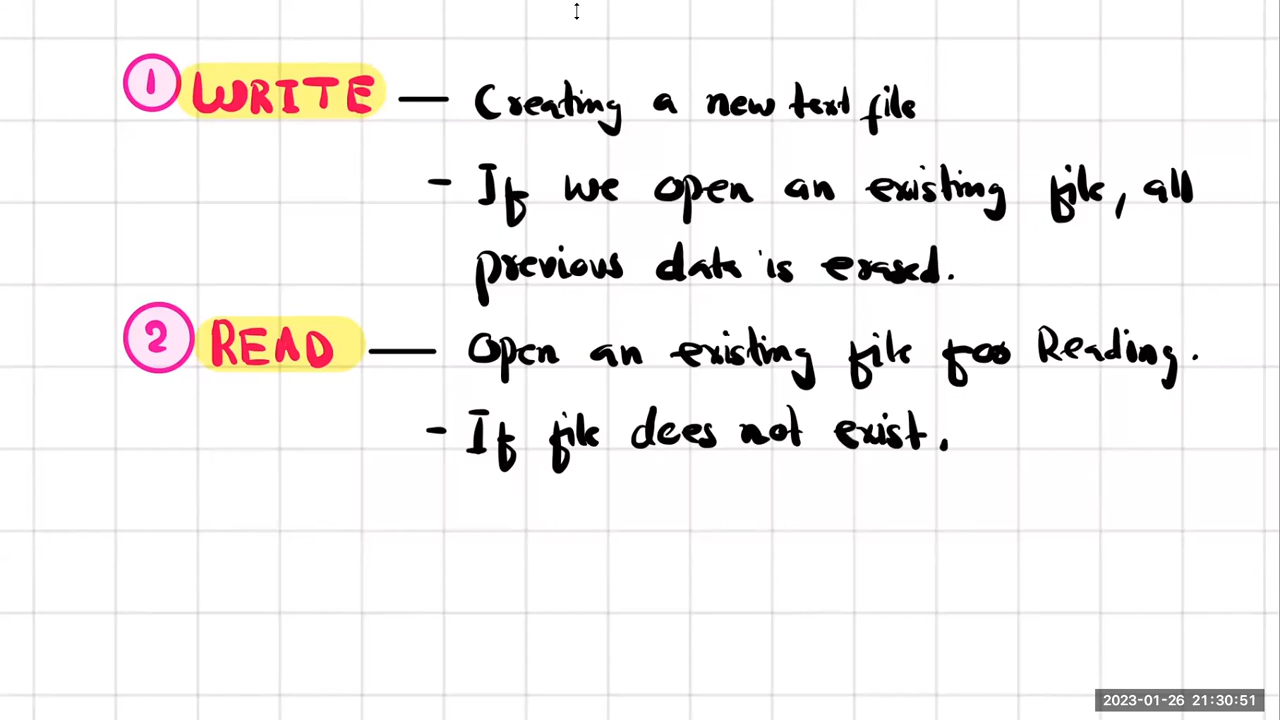 1 WRITE — Creating a new text file
- If we open an existing file, all
previous data is erased.
2 READ — Open an existing file for Reading.
- If file does not exist.
2023-01-26 21:30:51